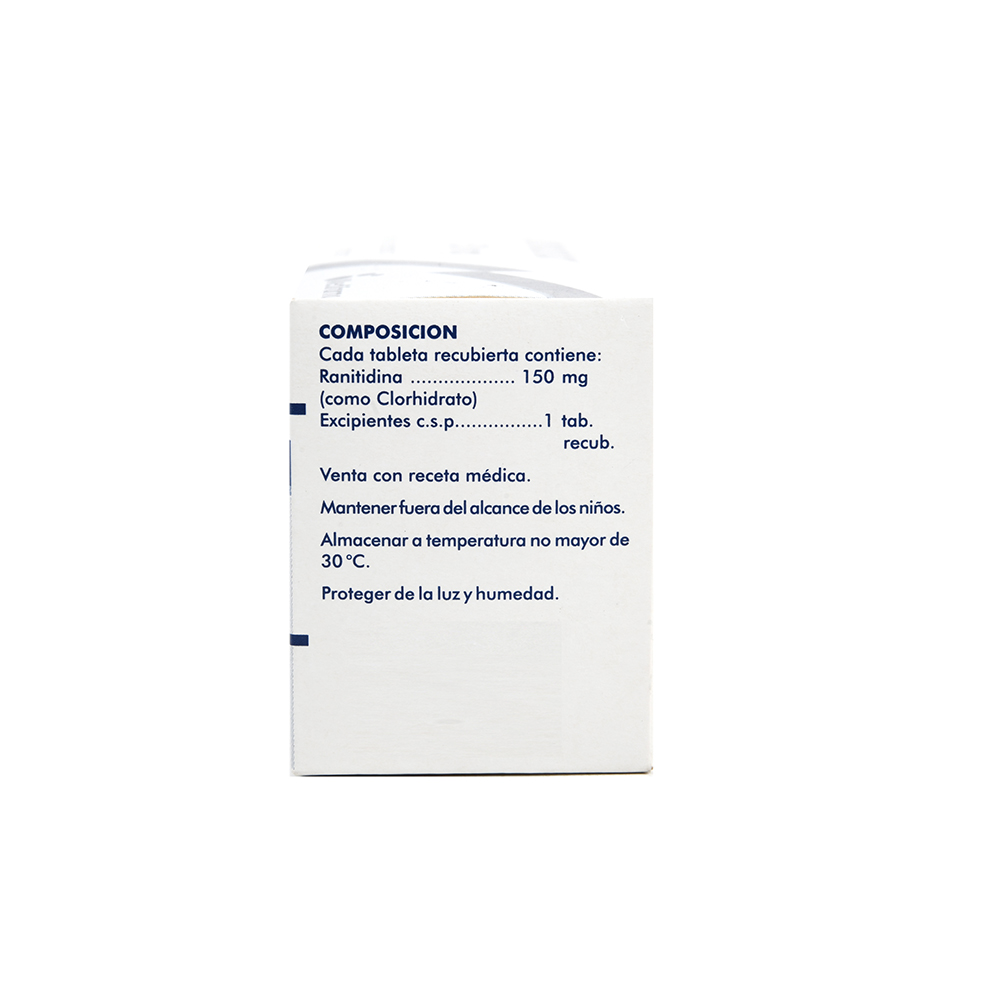 COMPOSICION
Cada tableta recubierta contiene:
Ranitidina ................... 150 mg
(como Clorhidrato)
Excipientes c.s.p................1 tab.
recub.
Venta con receta médica.
Mantener fuera del alcance de los niños.
Almacenar a temperatura no mayor de
30 °C.
Proteger de la luz y humedad.